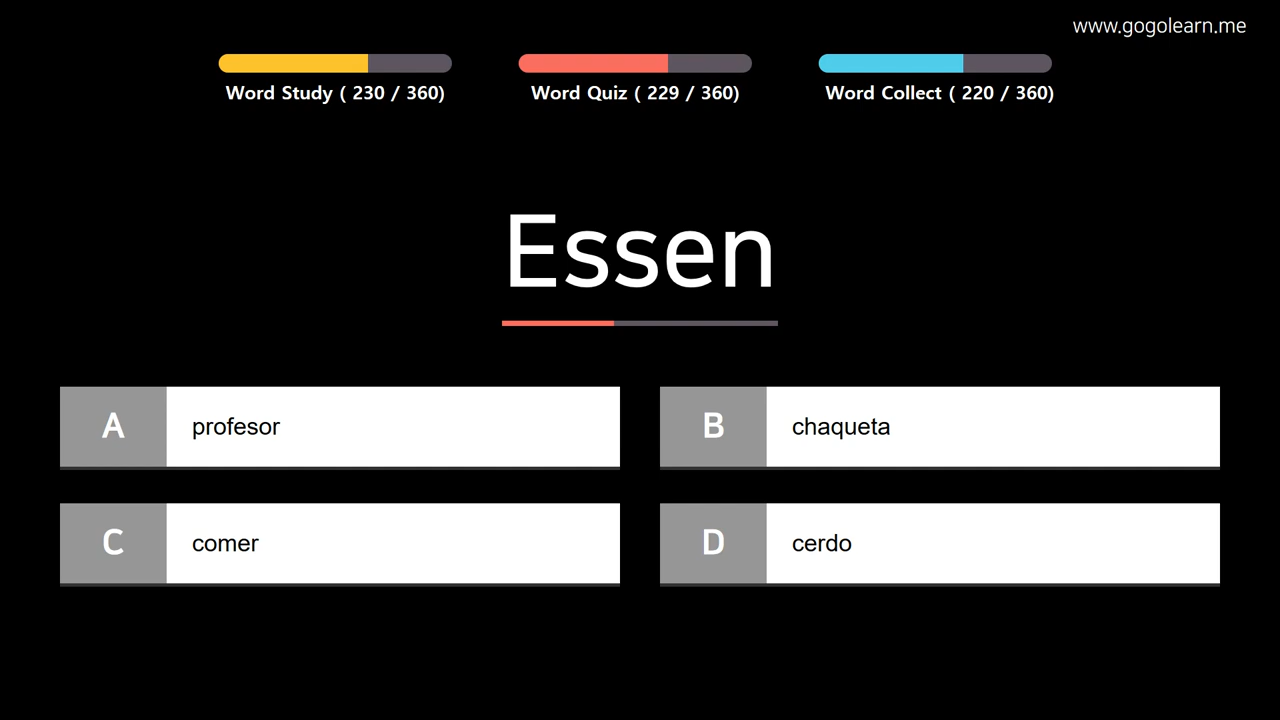 www.gogolearn.me
Word Study ( 230 / 360)
Word Quiz ( 229 / 360)
Word Collect ( 220 / 360)
Essen
A profesor
B chaqueta
C comer
D cerdo